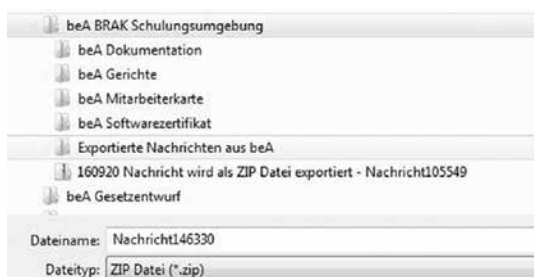 beA BRAK Schulungsumgebung
beA Dokumentation
beA Gerichte
beA Mitarbeiterkarte
beA Softwarezertifikat
Exportierte Nachrichten aus beA
160920 Nachricht wird als ZIP Datei exportiert - Nachricht105549
beA Gesetzentwurf
Dateiname: Nachricht146330
Dateityp: ZIP Datei (*.zip)